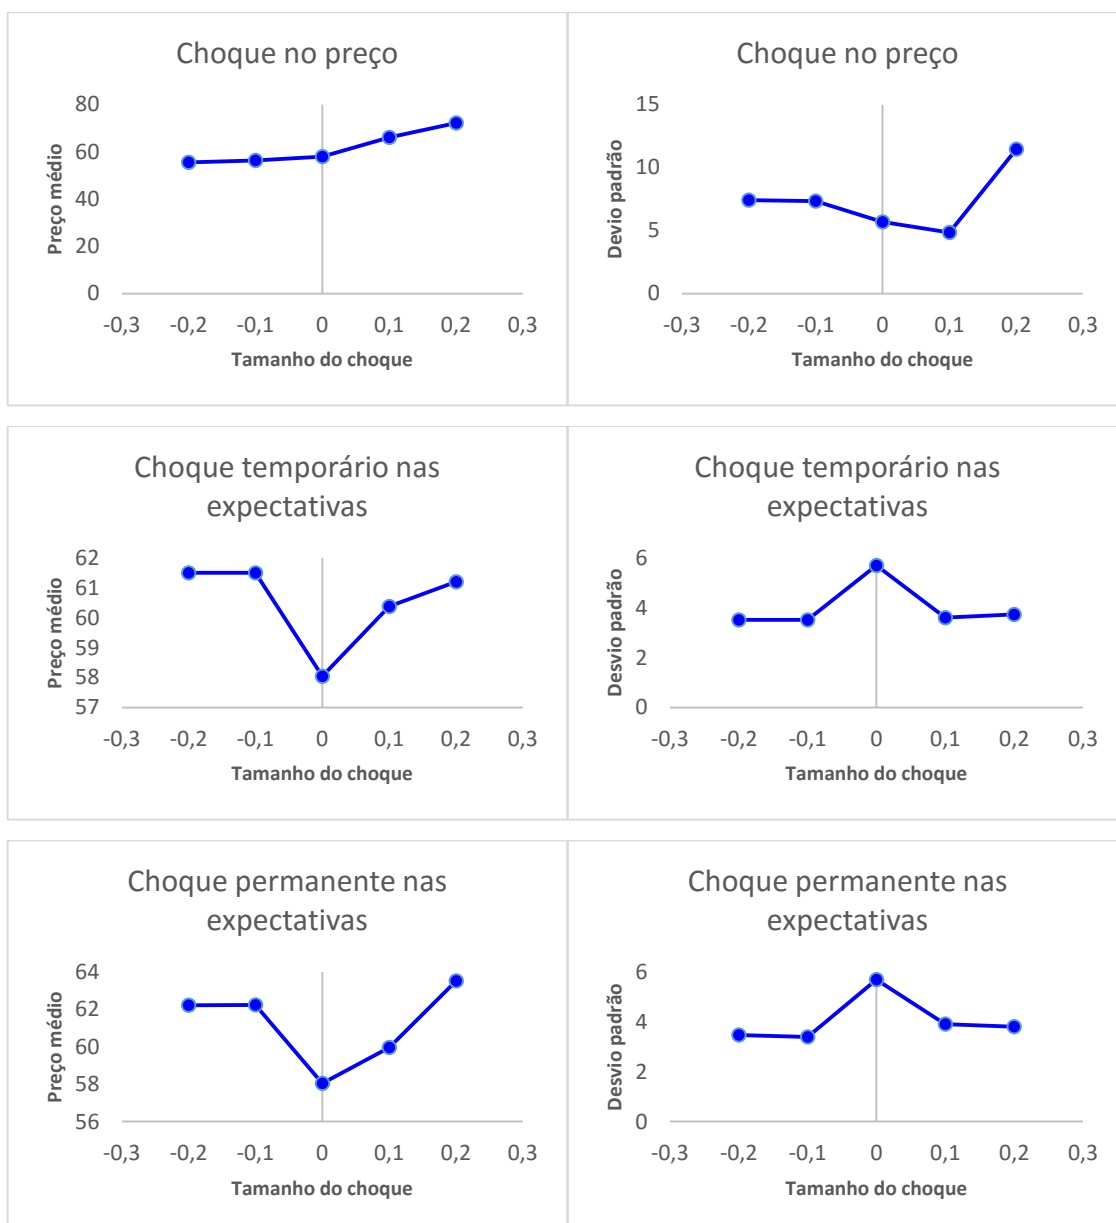 Choque no preço
80
60
40
20
0
Preço médio
-0,3 -0,2 -0,1 0 0,1 0,2 0,3
Tamanho do choque
Choque no preço
15
10
5
0
Devio padrão
-0,3 -0,2 -0,1 0 0,1 0,2 0,3
Tamanho do choque
Choque temporário nas
expectativas
62
61
60
59
58
57
Preço médio
-0,3 -0,2 -0,1 0 0,1 0,2 0,3
Tamanho do choque
Choque temporário nas
expectativas
6
4
2
0
Desvio padrão
-0,3 -0,2 -0,1 0 0,1 0,2 0,3
Tamanho do choque
Choque permanente nas
expectativas
64
62
60
58
56
Preço médio
-0,3 -0,2 -0,1 0 0,1 0,2 0,3
Tamanho do choque
Choque permanente nas
expectativas
6
4
2
0
Desvio padrão
-0,3 -0,2 -0,1 0 0,1 0,2 0,3
Tamanho do choque